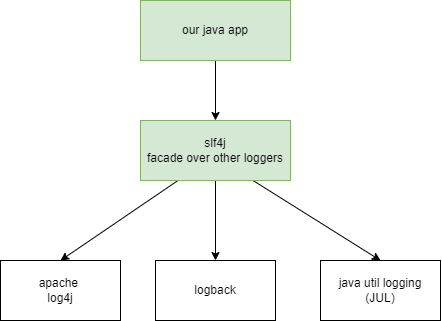 our java app
slf4j
facade over other loggers
apache
log4j
logback
java util logging
(JUL)